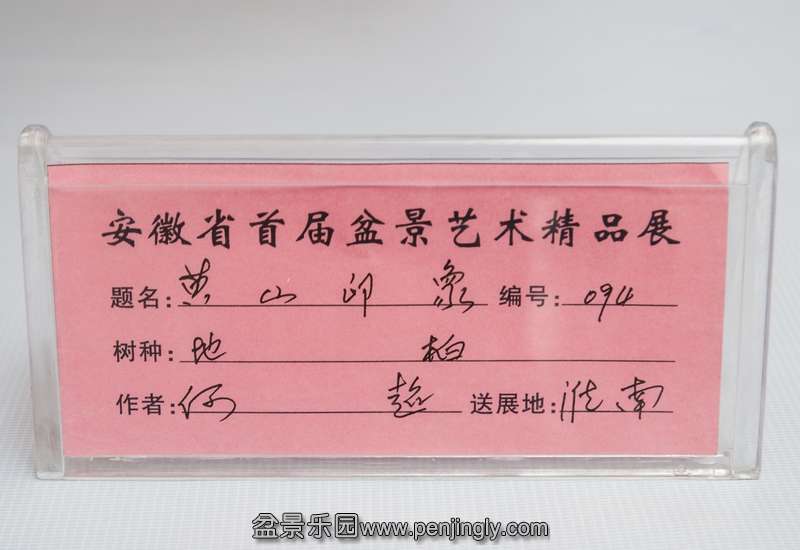 安徽省首届盆景艺术精品展
题名:黄山印象 编号:094
树种:地柏
作者:何超 送展地:淮南
盆景乐园www.penjingly.com